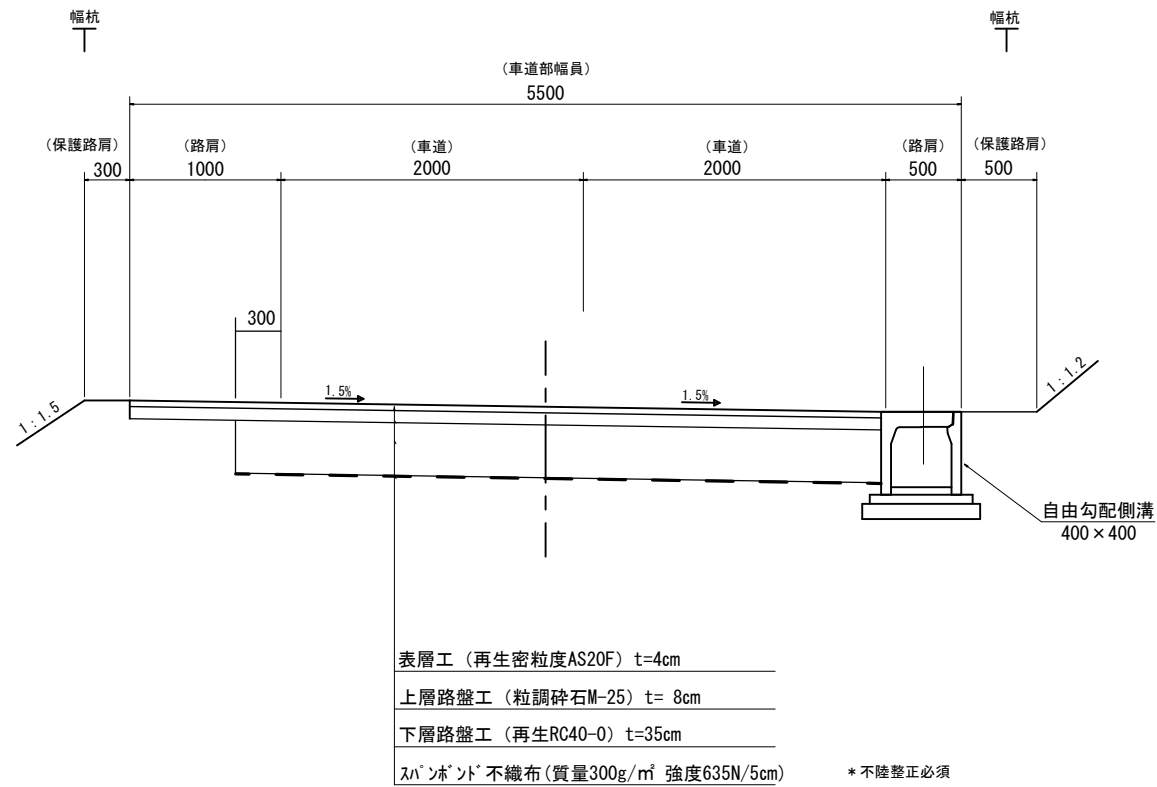 幅杭
幅杭
(車道部幅員)
5500
(保護路肩)
(路肩)
(車道)
(車道)
(路肩)
(保護路肩)
300
1000
2000
2000
500
500
300
1:1.5
1.5%
1.5%
1:1.2
自由勾配側溝
400×400
表層工 (再生密粒度AS20F) t=4cm
上層路盤工 (粒調砕石M-25) t= 8cm
下層路盤工 (再生RC40-0) t=35cm
ｽﾊﾟﾝﾎﾞﾝﾄﾞ不織布(質量300g/㎡ 強度635N/5cm)
*不陸整正必須